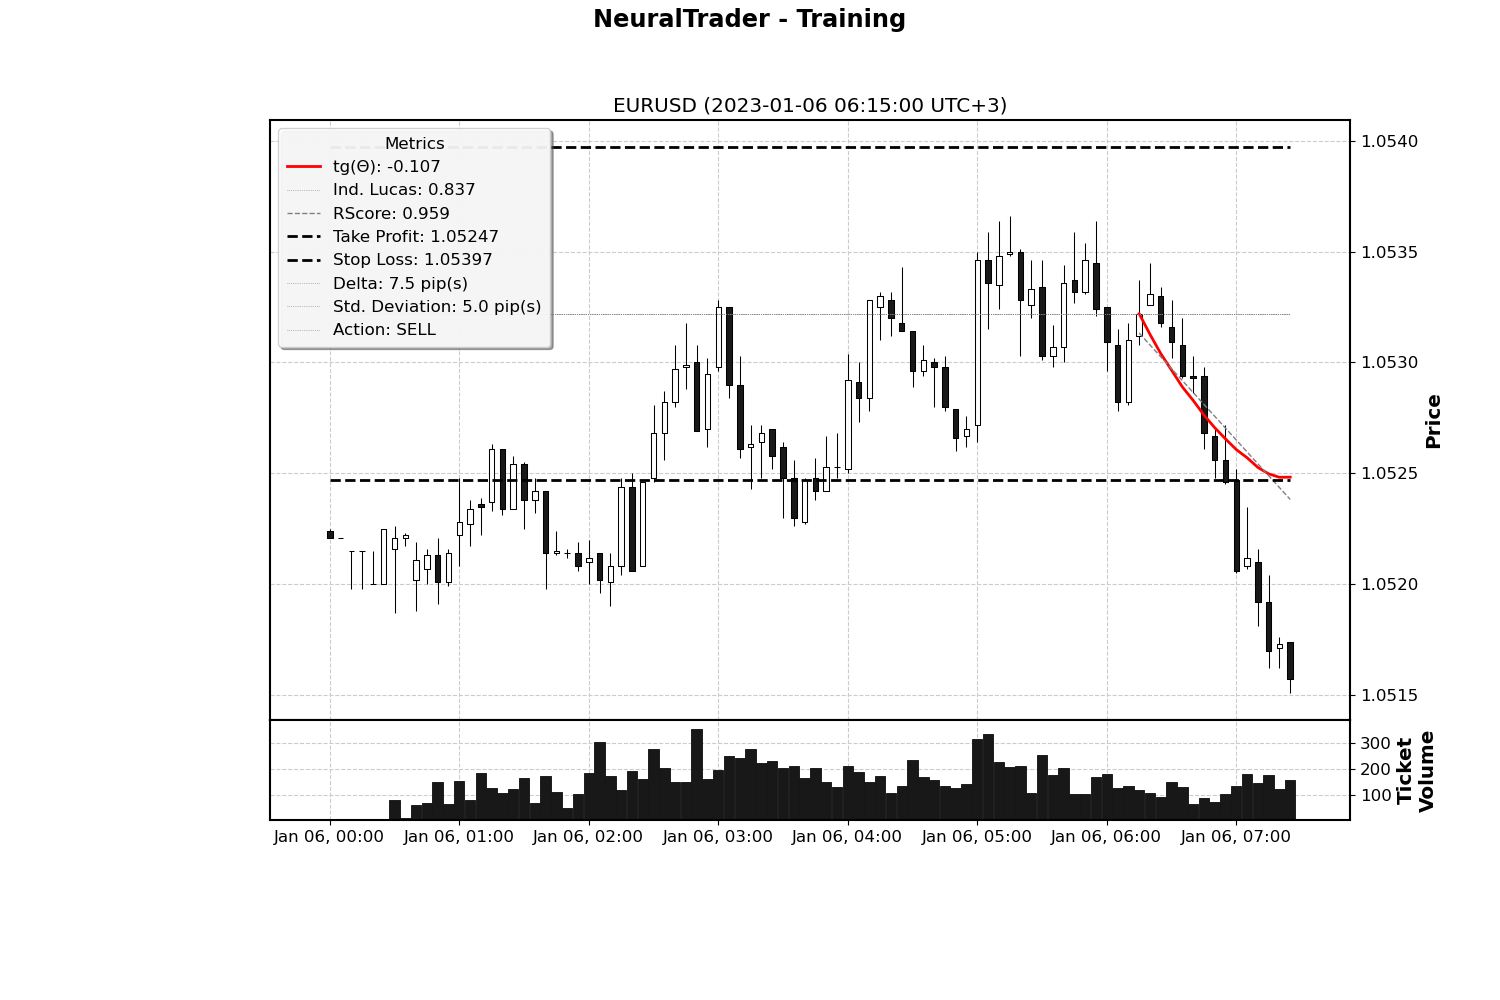 NeuralTrader - Training
EURUSD (2023-01-06 06:15:00 UTC+3)
Metrics
tg(Θ): -0.107
Ind. Lucas: 0.837
RScore: 0.959
Take Profit: 1.05247
Stop Loss: 1.05397
Delta: 7.5 pip(s)
Std. Deviation: 5.0 pip(s)
Action: SELL
1.0540
1.0535
1.0530
1.0525
1.0520
1.0515
Price
300
200
100
Ticket
Volume
Jan 06, 00:00
Jan 06, 01:00
Jan 06, 02:00
Jan 06, 03:00
Jan 06, 04:00
Jan 06, 05:00
Jan 06, 06:00
Jan 06, 07:00